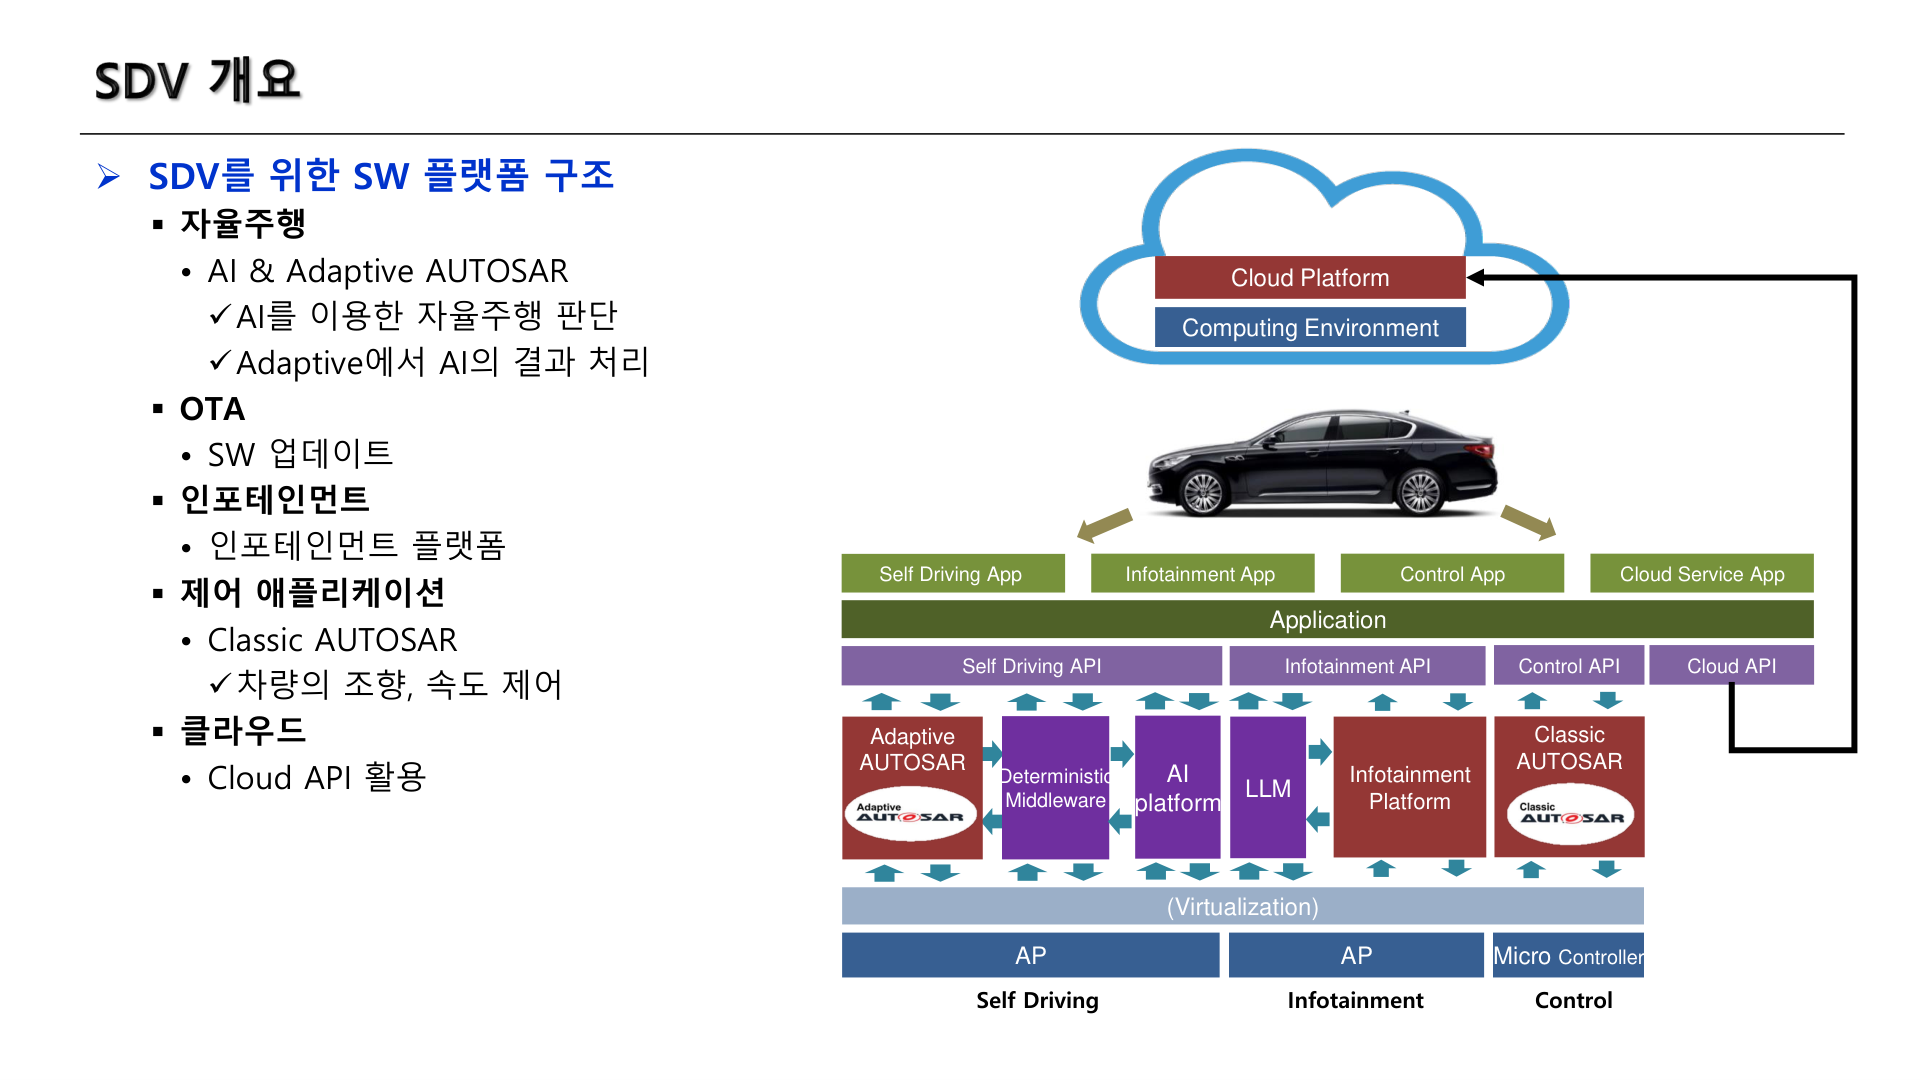 SDV 개요
SDV를 위한 SW 플랫폼 구조
자율주행
AI & Adaptive AUTOSAR
AI를 이용한 자율주행 판단
Adaptive에서 AI의 결과 처리
OTA
SW 업데이트
인포테인먼트
인포테인먼트 플랫폼
제어 애플리케이션
Classic AUTOSAR
차량의 조향, 속도 제어
클라우드
Cloud API 활용
Cloud Platform
Computing Environment
Self Driving App
Infotainment App
Control App
Cloud Service App
Application
Self Driving API
Infotainment API
Control API
Cloud API
Adaptive
AUTOSAR
Adaptive
AUTOSAR
Deterministic
Middleware
AI
platform
LLM
Infotainment
Platform
Classic
AUTOSAR
Classic
AUTOSAR
(Virtualization)
AP
AP
Micro Controller
Self Driving
Infotainment
Control